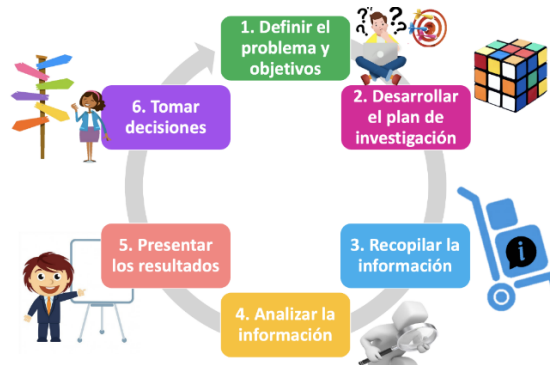 1. Definir el
problema y
objetivos
2. Desarrollar
el plan de
investigación
3. Recopilar la
información
4. Analizar la
información
5. Presentar
los resultados
6. Tomar
decisiones
???
?
?
i